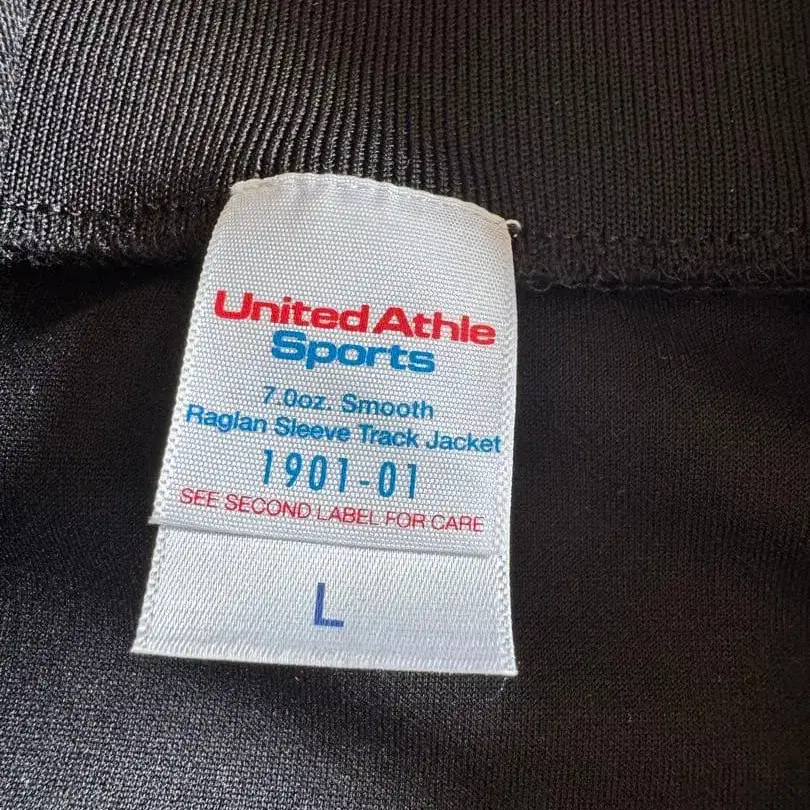 United Athle
Sports
7.0oz. Smooth
Raglan Sleeve Track Jacket
1901-01
SEE SECOND LABEL FOR CARE
L